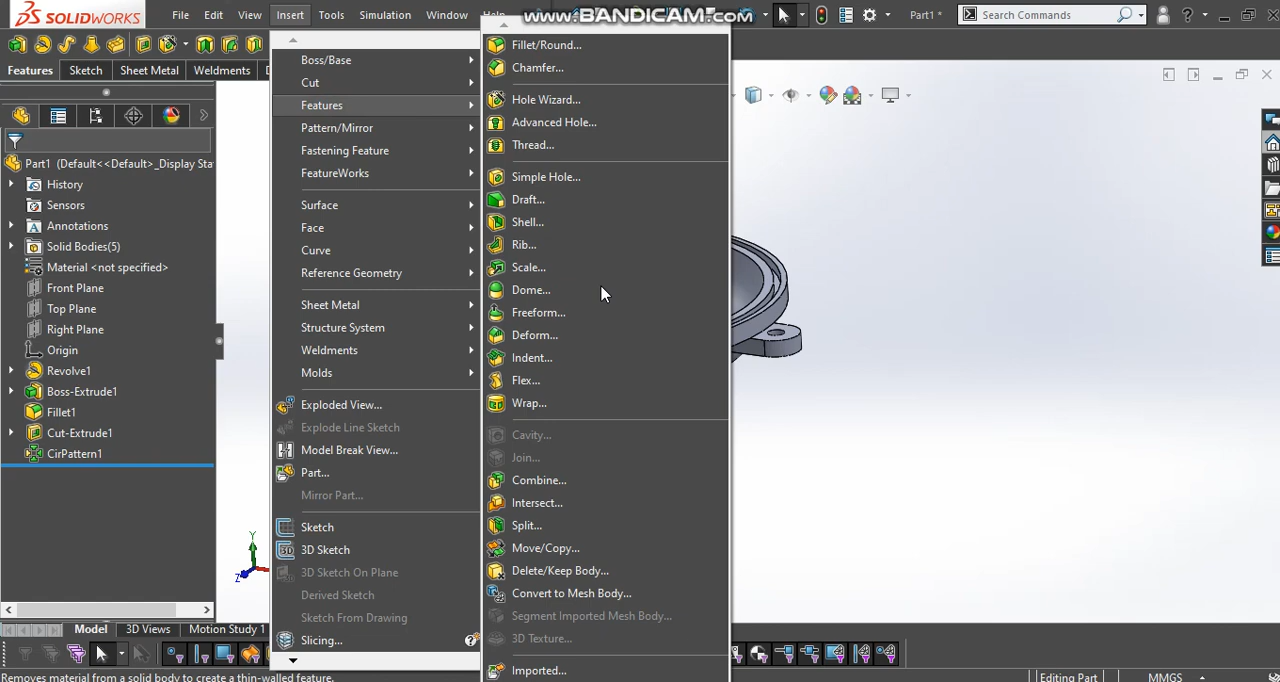 SOLIDWORKS
File Edit View Insert Tools Simulation Window
WWW.BANDICAM.com
Part1 *
Search Commands
Features Sketch Sheet Metal Weldments
Part1 (Default<<Default>_Display Sta
History
Sensors
Annotations
Solid Bodies(5)
Material <not specified>
Front Plane
Top Plane
Right Plane
Origin
Revolve1
Boss-Extrude1
Fillet1
Cut-Extrude1
CirPattern1
Boss/Base
Cut
Features
Pattern/Mirror
Fastening Feature
FeatureWorks
Surface
Face
Curve
Reference Geometry
Sheet Metal
Structure System
Weldments
Molds
Exploded View...
Explode Line Sketch
Model Break View...
Part...
Mirror Part...
Sketch
3D Sketch
3D Sketch On Plane
Derived Sketch
Sketch From Drawing
Slicing...
Fillet/Round...
Chamfer...
Hole Wizard...
Advanced Hole...
Thread...
Simple Hole...
Draft...
Shell...
Rib...
Scale...
Dome...
Freeform...
Deform...
Indent...
Flex...
Wrap...
Cavity...
Join...
Combine...
Intersect...
Split...
Move/Copy...
Delete/Keep Body...
Convert to Mesh Body...
Segment Imported Mesh Body...
3D Texture...
Imported...
Y
Z
Model 3D Views Motion Study 1
Removes material from a solid body to create a thin-walled feature.
Editing Part MMGS